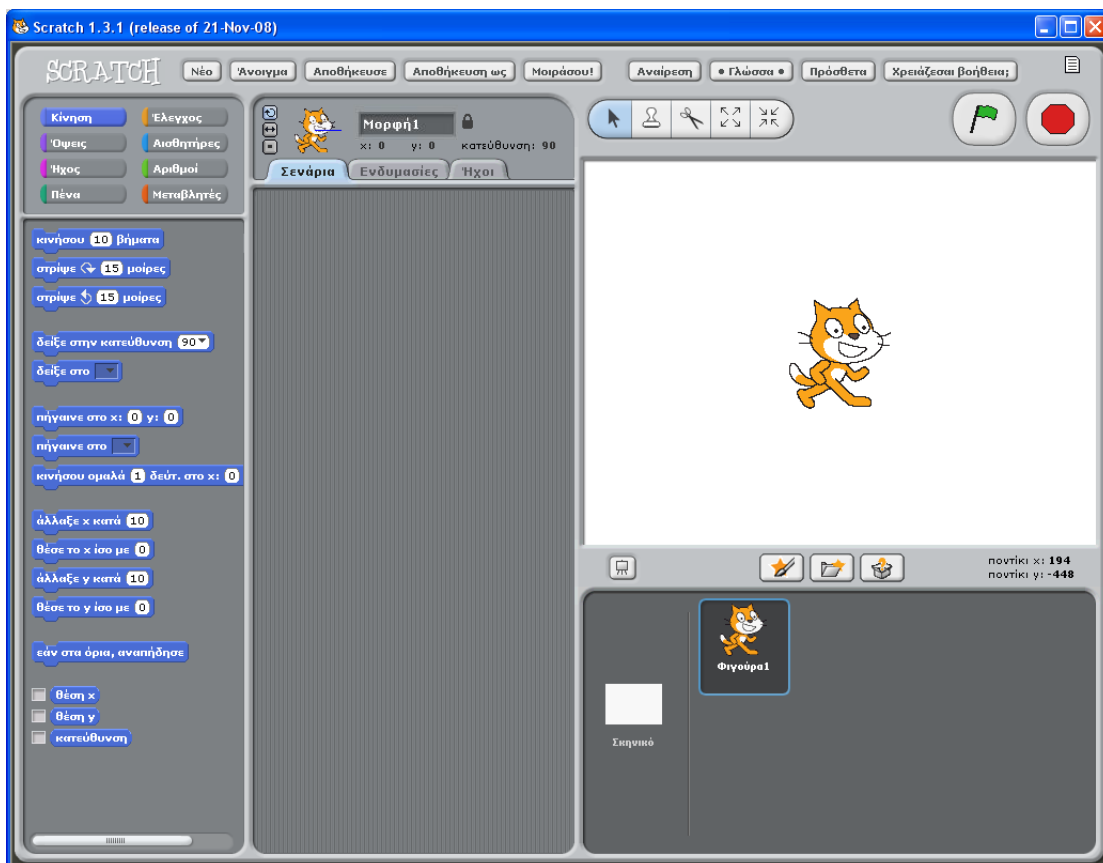 Scratch 1.3.1 (release of 21-Nov-08)
SCRATCH Νέο Άνοιγμα Αποθήκευσε Αποθήκευση ως Μοιράσου! Αναίρεση • Γλώσσα • Πρόσθετα Χρειάζεσαι βοήθεια;
Κίνηση Έλεγχος
Όψεις Αισθητήρες
Ήχος Αριθμοί
Πένα Μεταβλητές
κινήσου 10 βήματα
στρίψε 15 μοίρες
στρίψε 15 μοίρες
δείξε στην κατεύθυνση 90
δείξε στο
πήγαινε στο x: 0 y: 0
πήγαινε στο
κινήσου ομαλά 1 δεύτ. στο x: 0
άλλαξε x κατά 10
θέσε το x ίσο με 0
άλλαξε y κατά 10
θέσε το y ίσο με 0
εάν στα όρια, αναπήδησε
θέση x
θέση y
κατεύθυνση
Μορφή1
x: 0 y: 0 κατεύθυνση: 90
Σενάρια Ενδυμασίες Ήχοι
ποντίκι x: 194
ποντίκι y: -448
Φιγούρα1
Σκηνικό